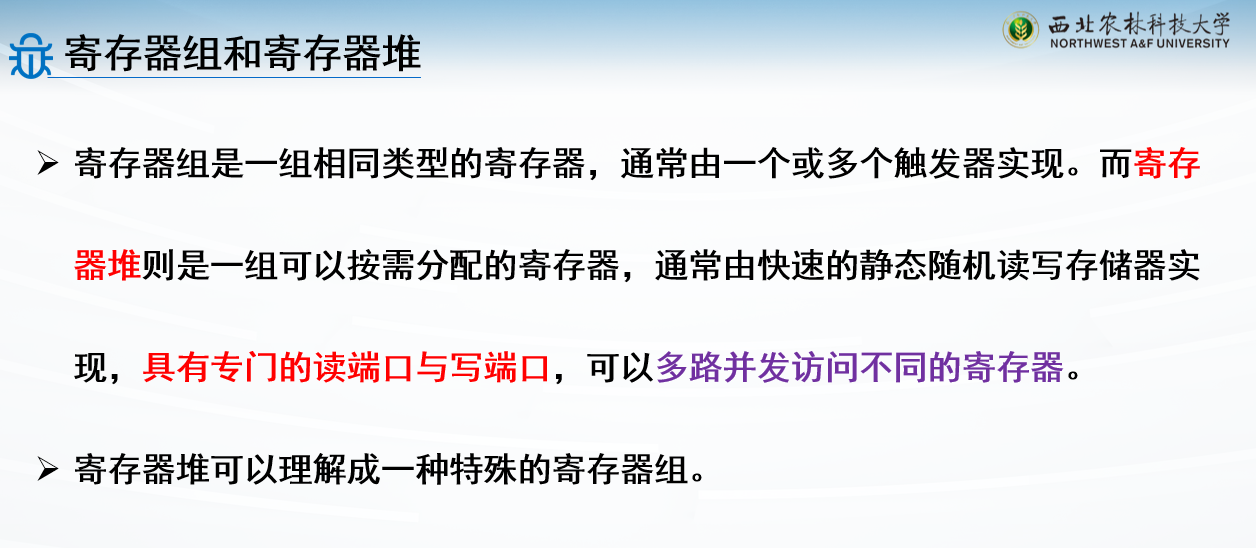 寄存器组和寄存器堆
西北农林科技大学
NORTHWEST A&F UNIVERSITY
寄存器组是一组相同类型的寄存器，通常由一个或多个触发器实现。而寄存
器堆则是一组可以按需分配的寄存器，通常由快速的静态随机读写存储器实
现，具有专门的读端口与写端口，可以多路并发访问不同的寄存器。
寄存器堆可以理解成一种特殊的寄存器组。